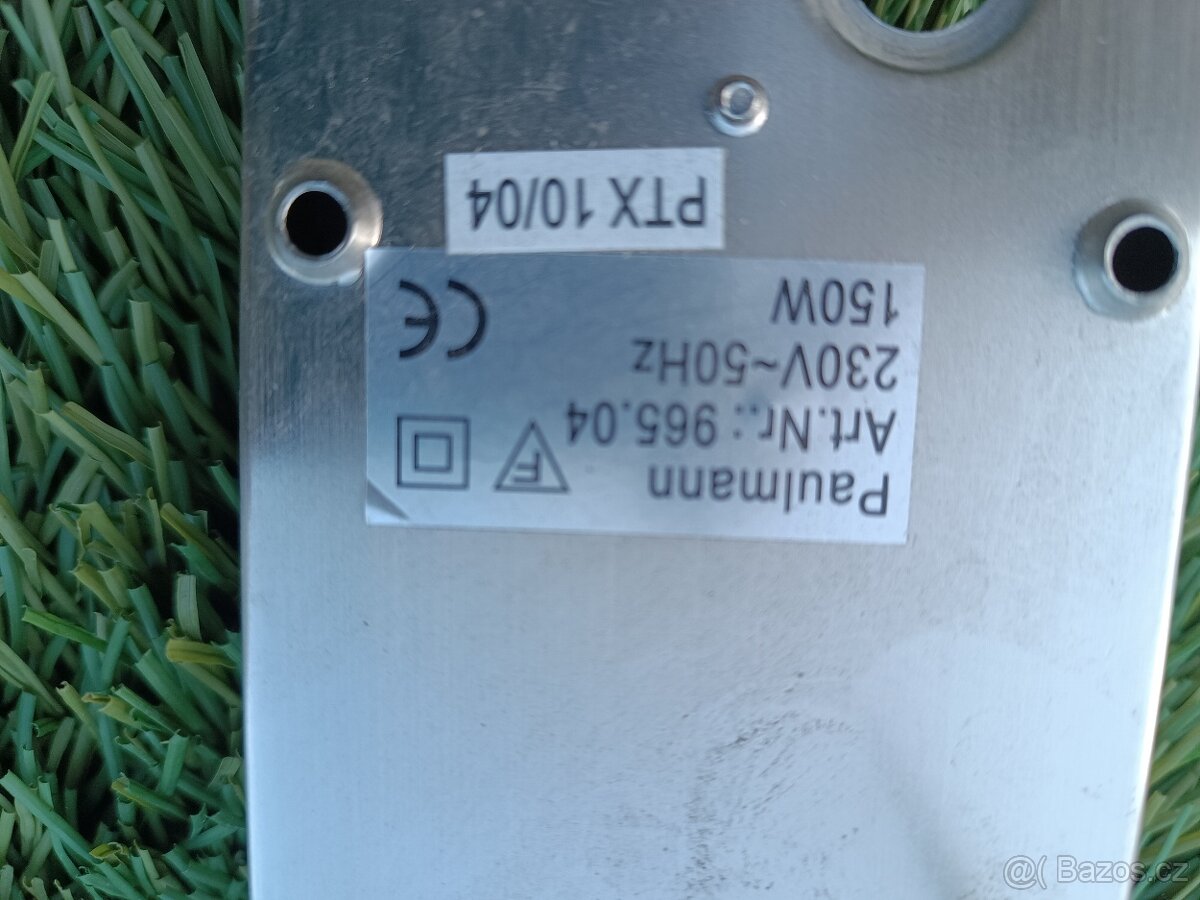 Paulmann
Art.Nr.: 965.04
F
230V~50Hz
150W
CE
PTX 10/04
@( Bazos.cz